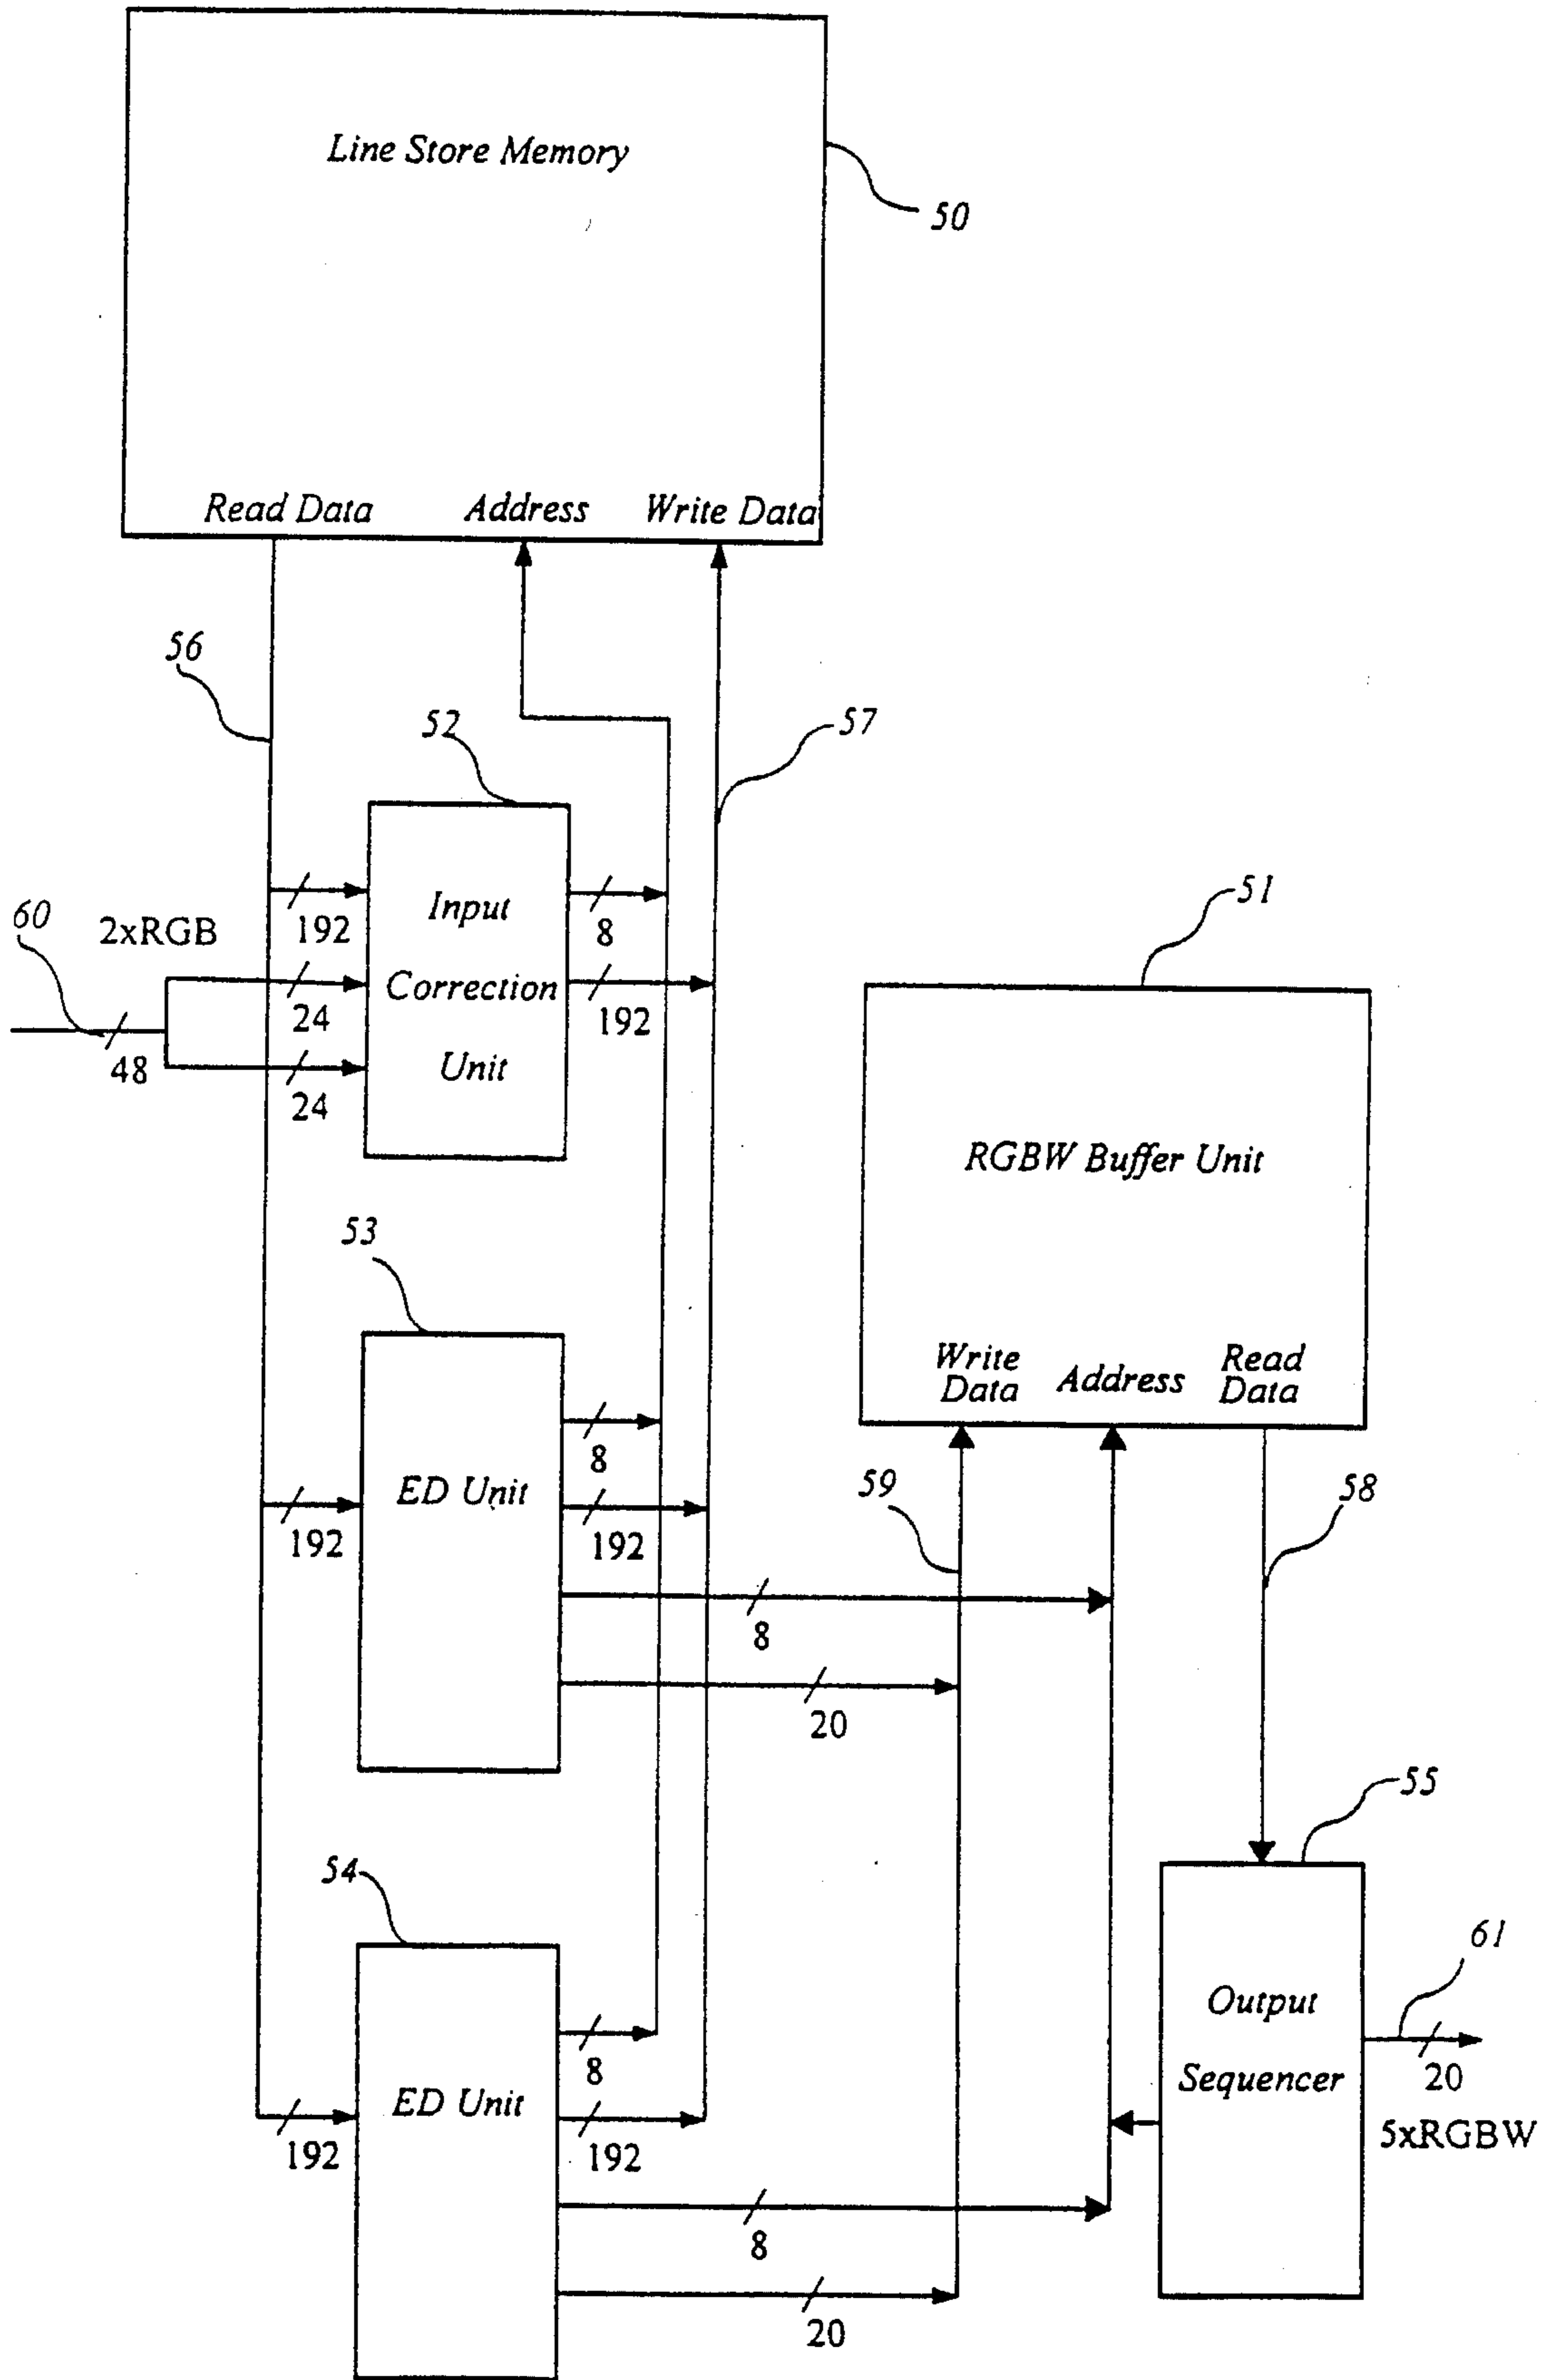 Line Store Memory
50
Read Data Address Write Data
56
52
57
Input
Correction
Unit
60
2xRGB
48
192
24
24
8
192
51
RGBW Buffer Unit
Write
Data
Address
Read
Data
53
ED Unit
192
8
192
8
20
59
58
54
ED Unit
192
8
192
8
20
55
Output
Sequencer
61
20
5xRGBW